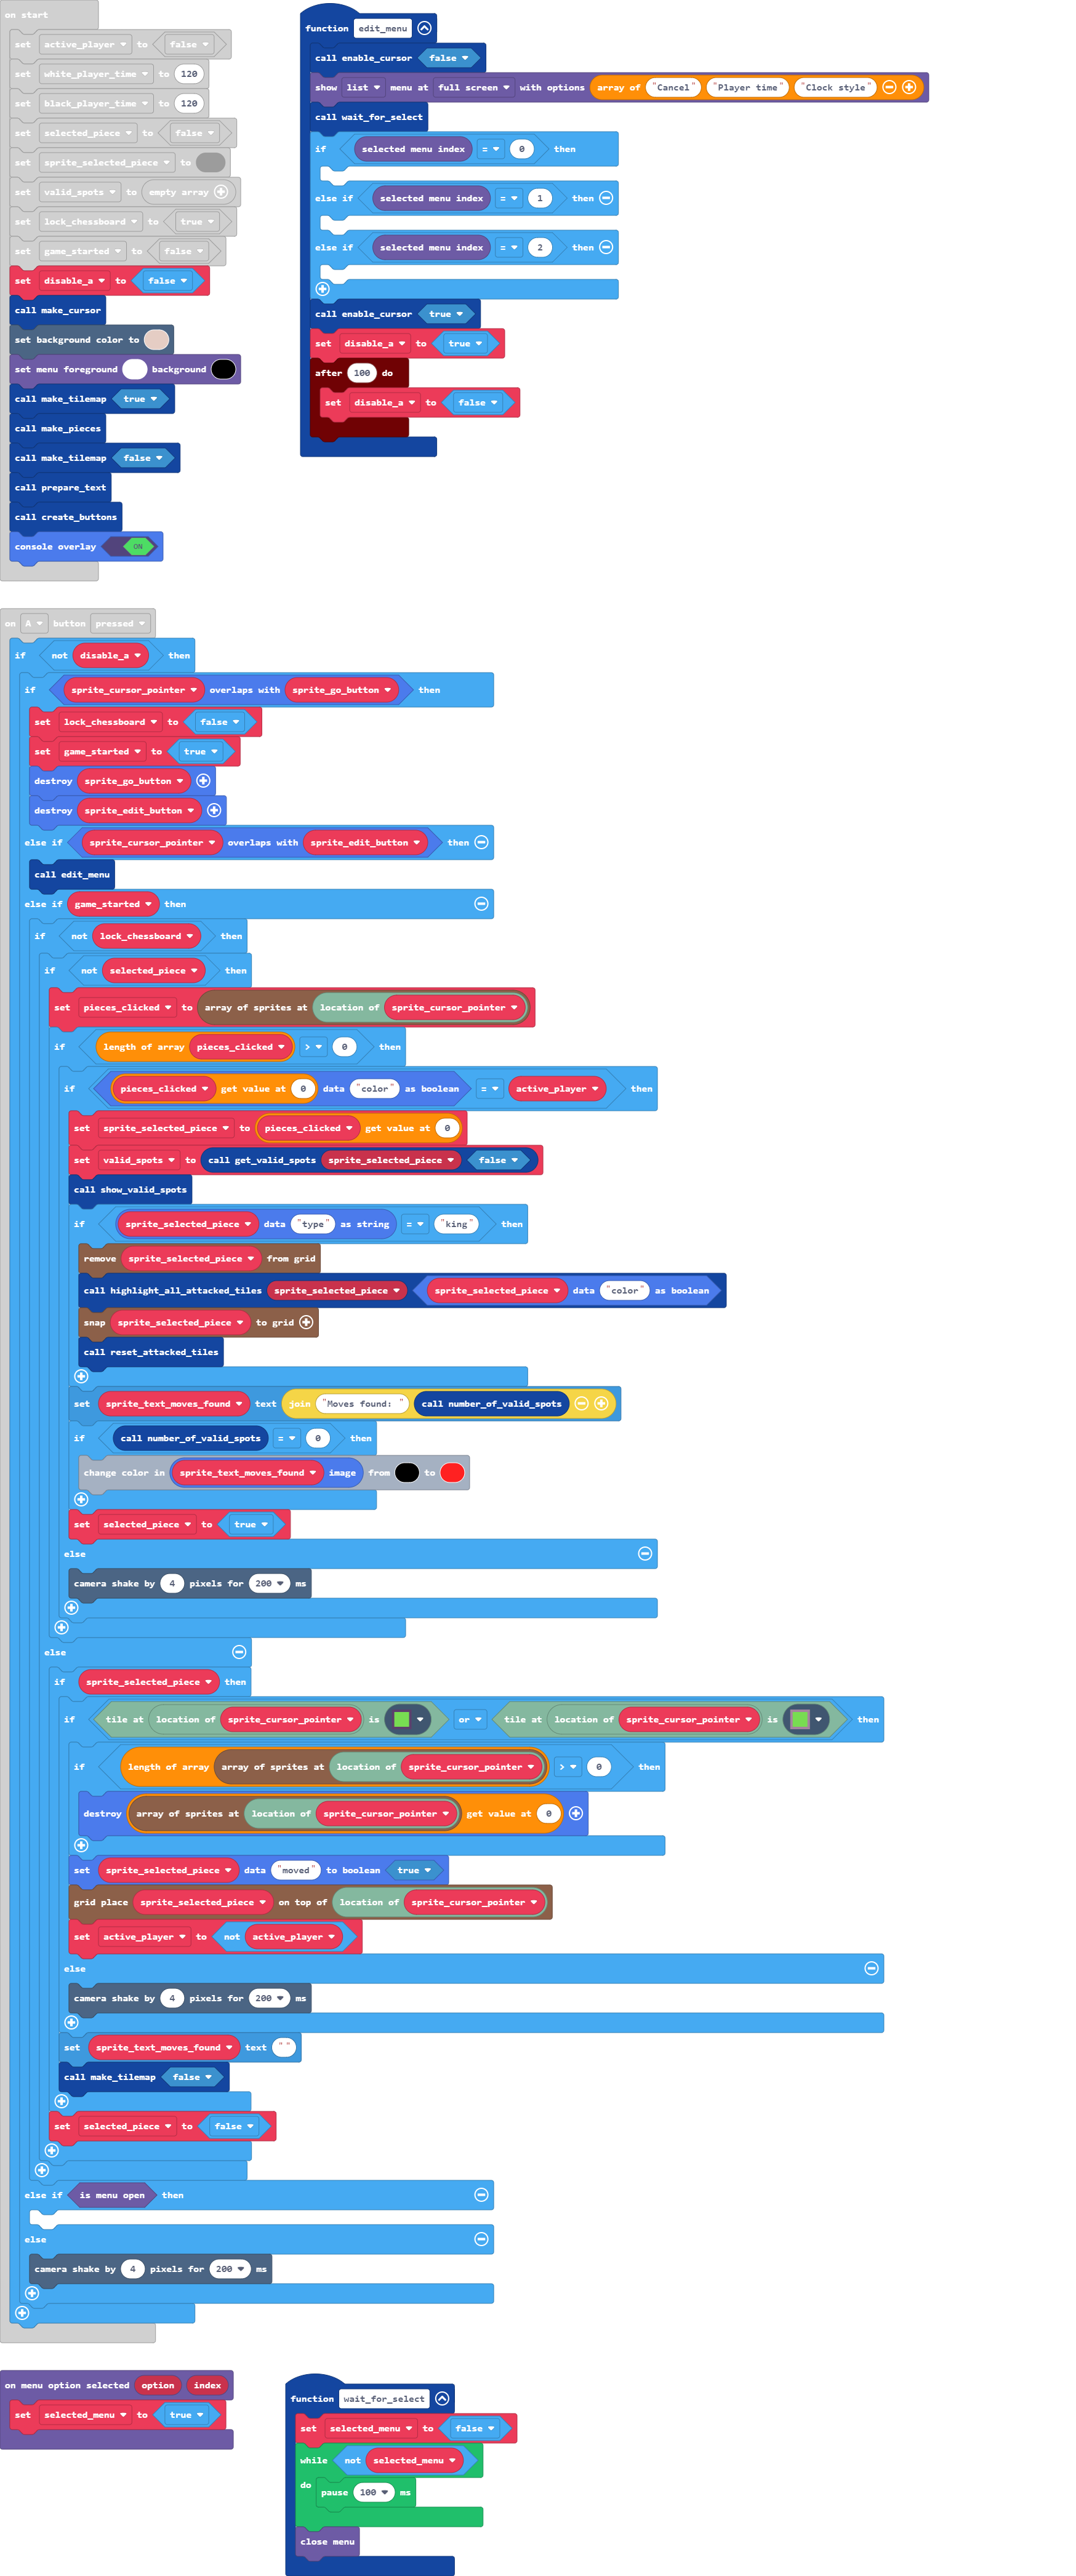 on start
set active_player to false
set white_player_time to 120
set black_player_time to 120
set selected_piece to false
set sprite_selected_piece to
set valid_spots to empty array
set lock_chessboard to true
set game_started to false
set disable_a to false
call make_cursor
set background color to
set menu foreground background
call make_tilemap true
call make_pieces
call make_tilemap false
call prepare_text
call create_buttons
console overlay ON
function edit_menu
call enable_cursor false
show list menu at full screen with options array of "Cancel" "Player time" "Clock style"
call wait_for_select
if selected menu index = 0 then
else if selected menu index = 1 then
else if selected menu index = 2 then
call enable_cursor true
set disable_a to true
after 100 do
set disable_a to false
on A button pressed
if not disable_a then
if sprite_cursor_pointer overlaps with sprite_go_button then
set lock_chessboard to false
set game_started to true
destroy sprite_go_button
destroy sprite_edit_button
else if sprite_cursor_pointer overlaps with sprite_edit_button then
call edit_menu
else if game_started then
if not lock_chessboard then
if not selected_piece then
set pieces_clicked to array of sprites at location of sprite_cursor_pointer
if length of array pieces_clicked > 0 then
if pieces_clicked get value at 0 data "color" as boolean = active_player then
set sprite_selected_piece to pieces_clicked get value at 0
set valid_spots to call get_valid_spots sprite_selected_piece false
call show_valid_spots
if sprite_selected_piece data "type" as string = "king" then
remove sprite_selected_piece from grid
call highlight_all_attacked_tiles sprite_selected_piece sprite_selected_piece data "color" as boolean
snap sprite_selected_piece to grid
call reset_attacked_tiles
set sprite_text_moves_found text join "Moves found: " call number_of_valid_spots
if call number_of_valid_spots = 0 then
change color in sprite_text_moves_found image from to
set selected_piece to true
else
camera shake by 4 pixels for 200 ms
else
if sprite_selected_piece then
if tile at location of sprite_cursor_pointer is or tile at location of sprite_cursor_pointer is then
if length of array array of sprites at location of sprite_cursor_pointer > 0 then
destroy array of sprites at location of sprite_cursor_pointer get value at 0
set sprite_selected_piece data "moved" to boolean true
grid place sprite_selected_piece on top of location of sprite_cursor_pointer
set active_player to not active_player
else
camera shake by 4 pixels for 200 ms
set sprite_text_moves_found text ""
call make_tilemap false
set selected_piece to false
else if is menu open then
else
camera shake by 4 pixels for 200 ms
on menu option selected option index
set selected_menu to true
function wait_for_select
set selected_menu to false
while not selected_menu
do pause 100 ms
close menu